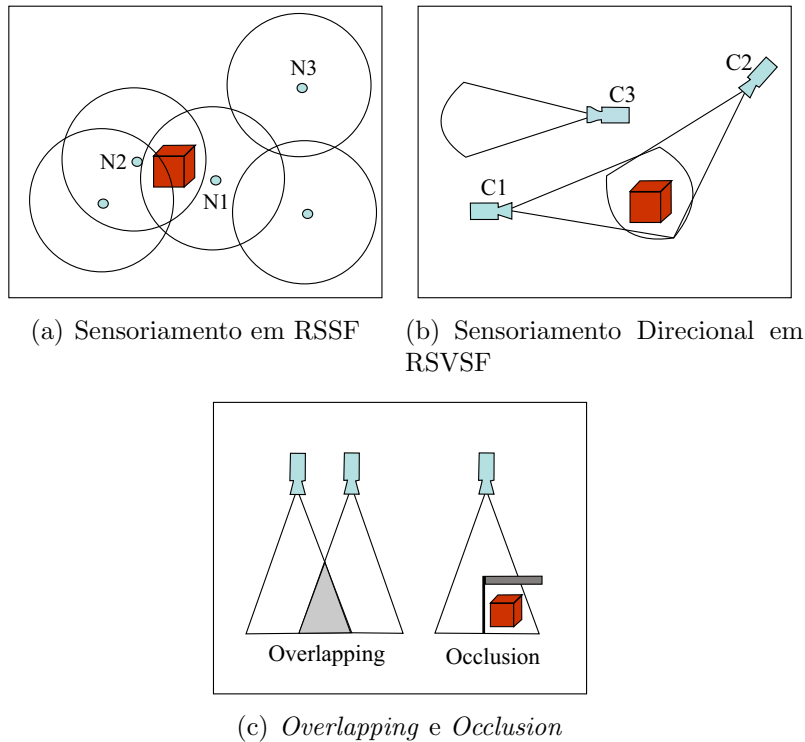 N3
N2
N1
C2
C3
C1
(a) Sensoriamento em RSSF
(b) Sensoriamento Direcional em
RSVSF
Overlapping
Occlusion
(c) Overlapping e Occlusion